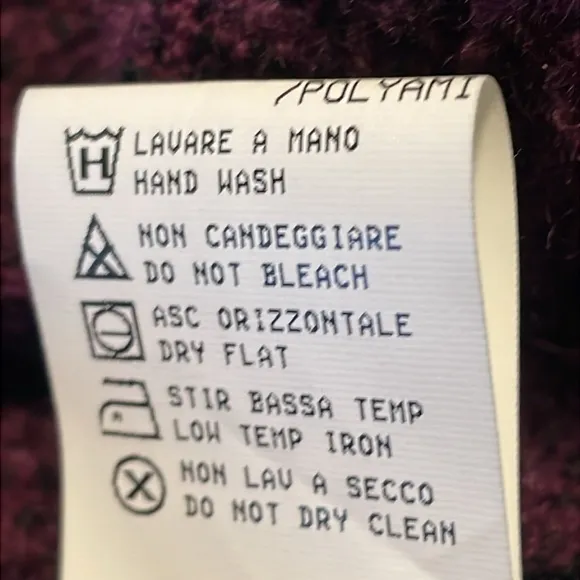 /POLYAMI
H
LAVARE A MANO
HAND WASH
NON CANDEGGIARE
DO NOT BLEACH
ASC ORIZZONTALE
DRY FLAT
STIR BASSA TEMP
LOW TEMP IRON
NON LAV A SECCO
DO NOT DRY CLEAN